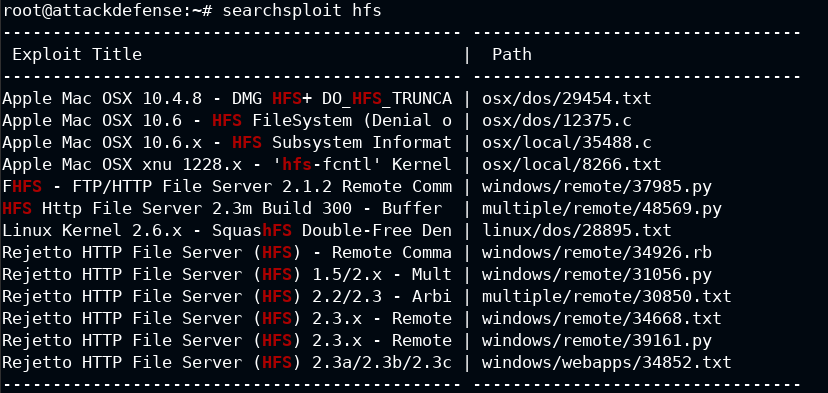 root@attackdefense:~# searchsploit hfs
---------------------------------------------- ---------------------------------
 Exploit Title                                |  Path
---------------------------------------------- ---------------------------------
Apple Mac OSX 10.4.8 - DMG HFS+ DO_HFS_TRUNCA | osx/dos/29454.txt
Apple Mac OSX 10.6 - HFS FileSystem (Denial o | osx/dos/12375.c
Apple Mac OSX 10.6.x - HFS Subsystem Informat | osx/local/35488.c
Apple Mac OSX xnu 1228.x - 'hfs-fcntl' Kernel | osx/local/8266.txt
FHFS - FTP/HTTP File Server 2.1.2 Remote Comm | windows/remote/37985.py
HFS Http File Server 2.3m Build 300 - Buffer  | multiple/remote/48569.py
Linux Kernel 2.6.x - SquashFS Double-Free Den | linux/dos/28895.txt
Rejetto HTTP File Server (HFS) - Remote Comma | windows/remote/34926.rb
Rejetto HTTP File Server (HFS) 1.5/2.x - Mult | windows/remote/31056.py
Rejetto HTTP File Server (HFS) 2.2/2.3 - Arbi | multiple/remote/30850.txt
Rejetto HTTP File Server (HFS) 2.3.x - Remote | windows/remote/34668.txt
Rejetto HTTP File Server (HFS) 2.3.x - Remote | windows/remote/39161.py
Rejetto HTTP File Server (HFS) 2.3a/2.3b/2.3c | windows/webapps/34852.txt
---------------------------------------------- ---------------------------------